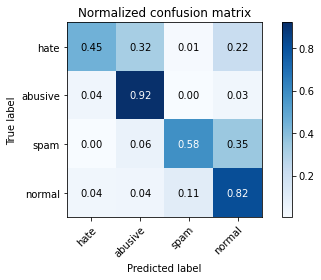 Normalized confusion matrix
True label
hate 0.45 0.32 0.01 0.22
abusive 0.04 0.92 0.00 0.03
spam 0.00 0.06 0.58 0.35
normal 0.04 0.04 0.11 0.82
hate abusive spam normal
Predicted label
0.8
0.6
0.4
0.2